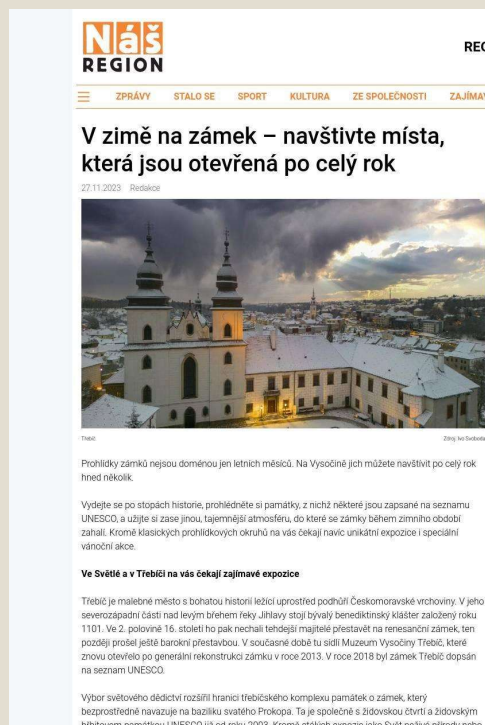 Náš
REGION
ZPRÁVY STALO SE SPORT KULTURA ZE SPOLEČNOSTI
V zimě na zámek – navštivte místa,
která jsou otevřená po celý rok
27.11.2023 Redakce
Třebíč Zdroj: Ivo Svoboda
Prohlídky zámků nejsou doménou jen letních měsíců. Na Vysočině jich můžete navštívit po celý rok
hned několik.
Vydejte se po stopách historie, prohlédněte si památky, z nichž některé jsou zapsané na seznamu
UNESCO, a užijte si zase jinou, tajemnější atmosféru, do které se zámky během zimního období
zahalí. Kromě klasických prohlídkových okruhů na vás čekají navíc unikátní expozice i speciální
vánoční akce.
Ve Světlé a v Třebíči na vás čekají zajímavé expozice
Třebíč je malebné město s bohatou historií ležící uprostřed podhůří Českomoravské vrchoviny. V jeho
severozápadní části nad levým břehem řeky Jihlavy stojí bývalý benediktinský klášter založený roku
1101. Ve 2. polovině 16. století ho pak nechali tehdejší majitelé přestavět na renesanční zámek, ten
později prošel ještě barokní přestavbou. V současné době tu sídlí Muzeum Vysočiny Třebíč, které
znovu otevřelo po generální rekonstrukci zámku v roce 2013. V roce 2018 byl zámek Třebíč dopsán
na seznam UNESCO.
Výbor světového dědictví rozšířil hranici třebíčského komplexu památek o zámek, který
bezprostředně navazuje na baziliku svatého Prokopa. Ta je společně s židovskou čtvrtí a židovským